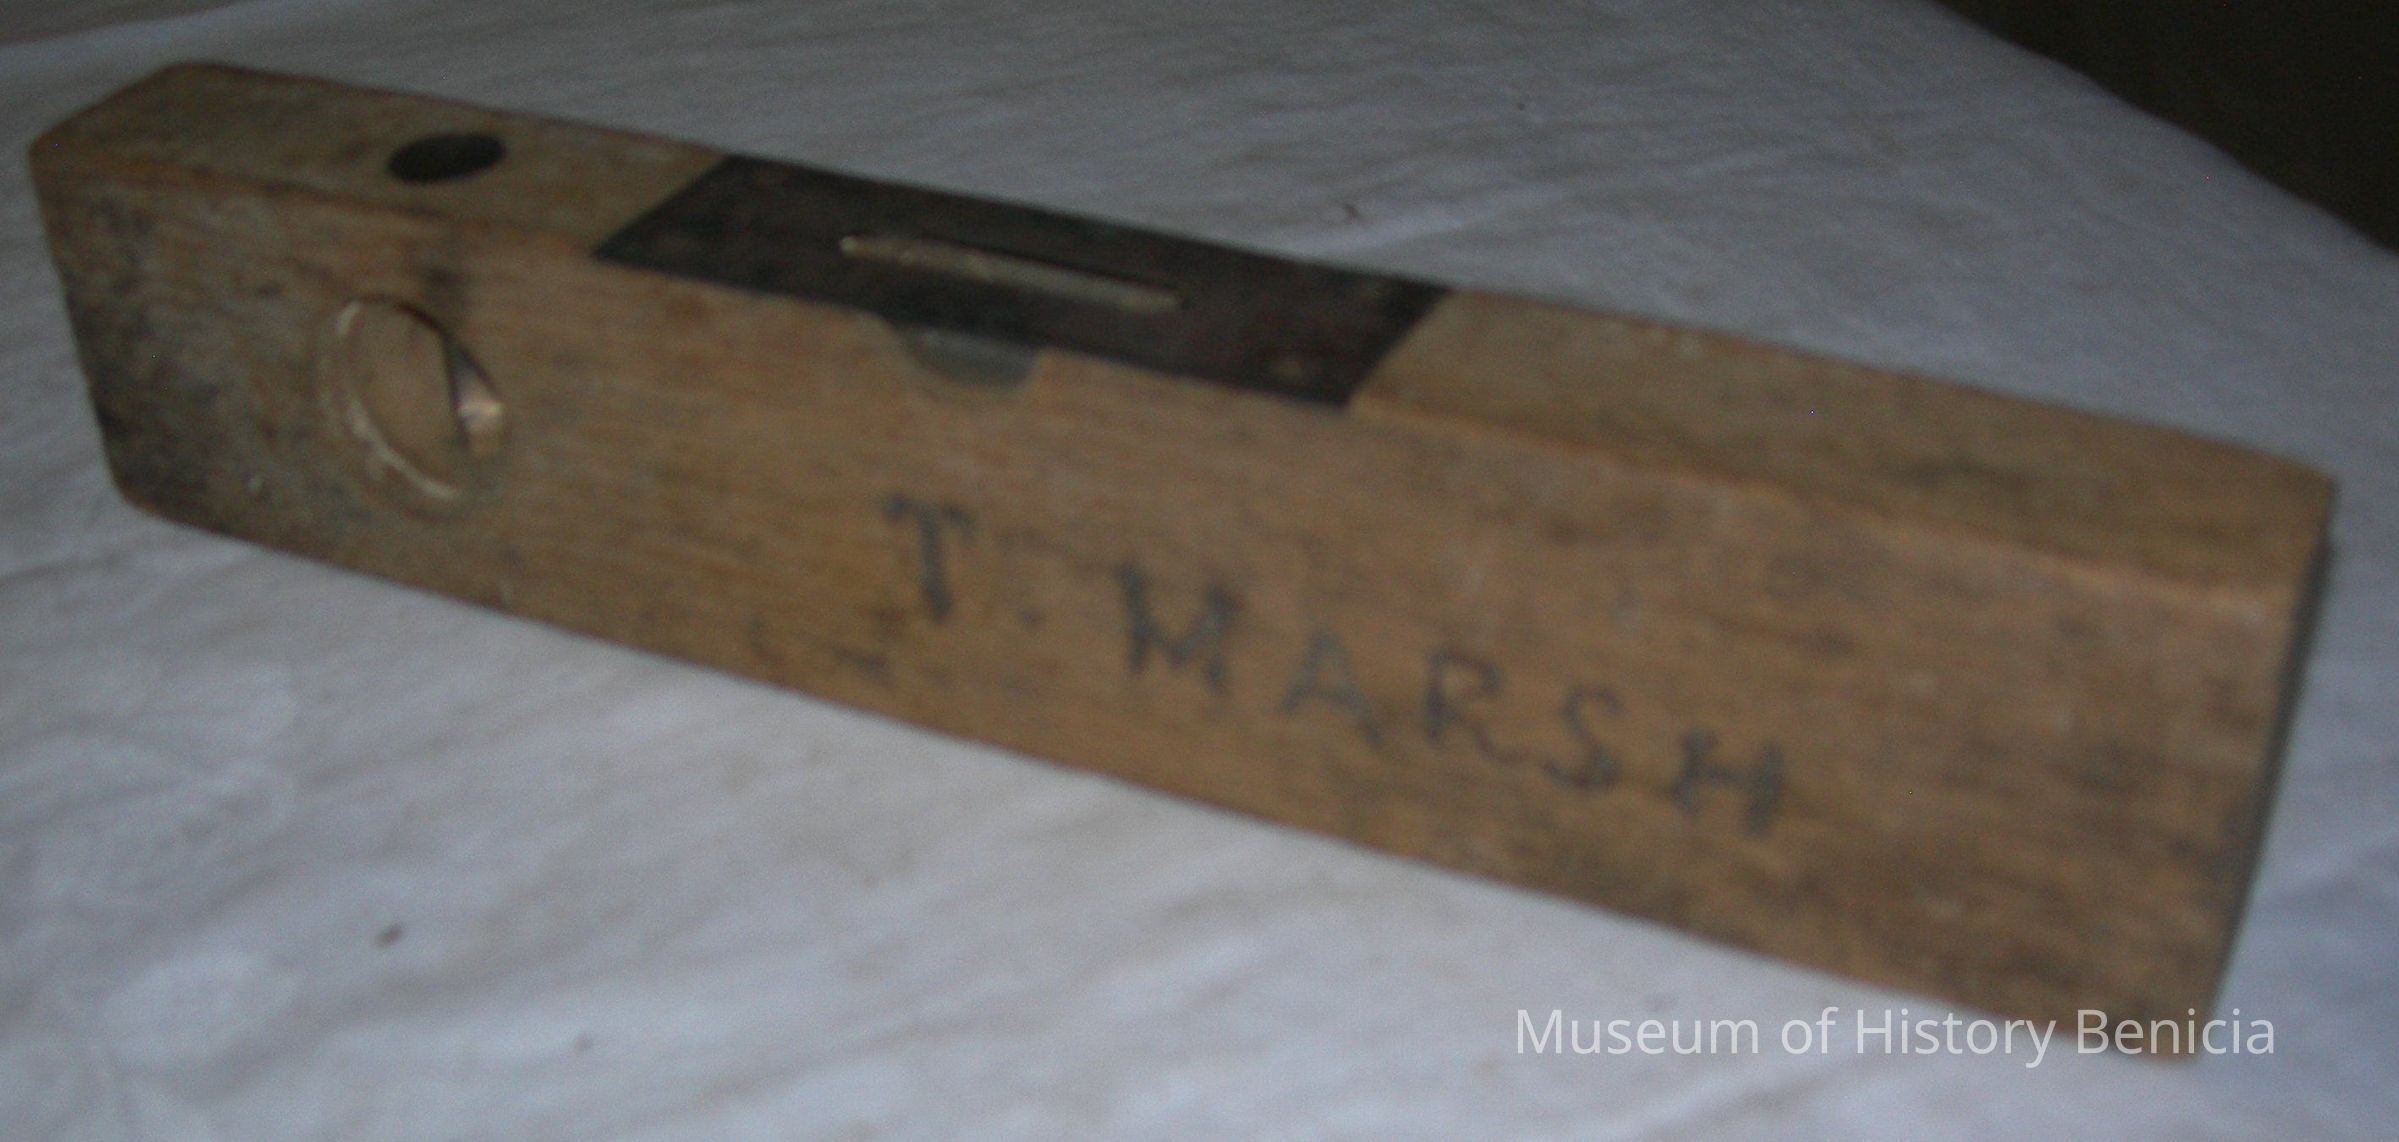 T. MARSH
Museum of History Benicia